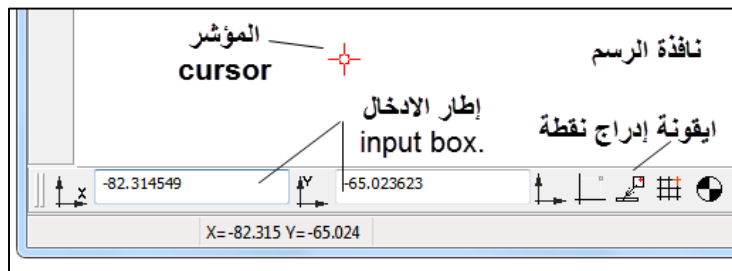 المؤشر
cursor
نافذة الرسم
إطار الادخال
input box.
ايقونة إدراج نقطة
X
-82.314549
Y
-65.023623
X=-82.315 Y=-65.024